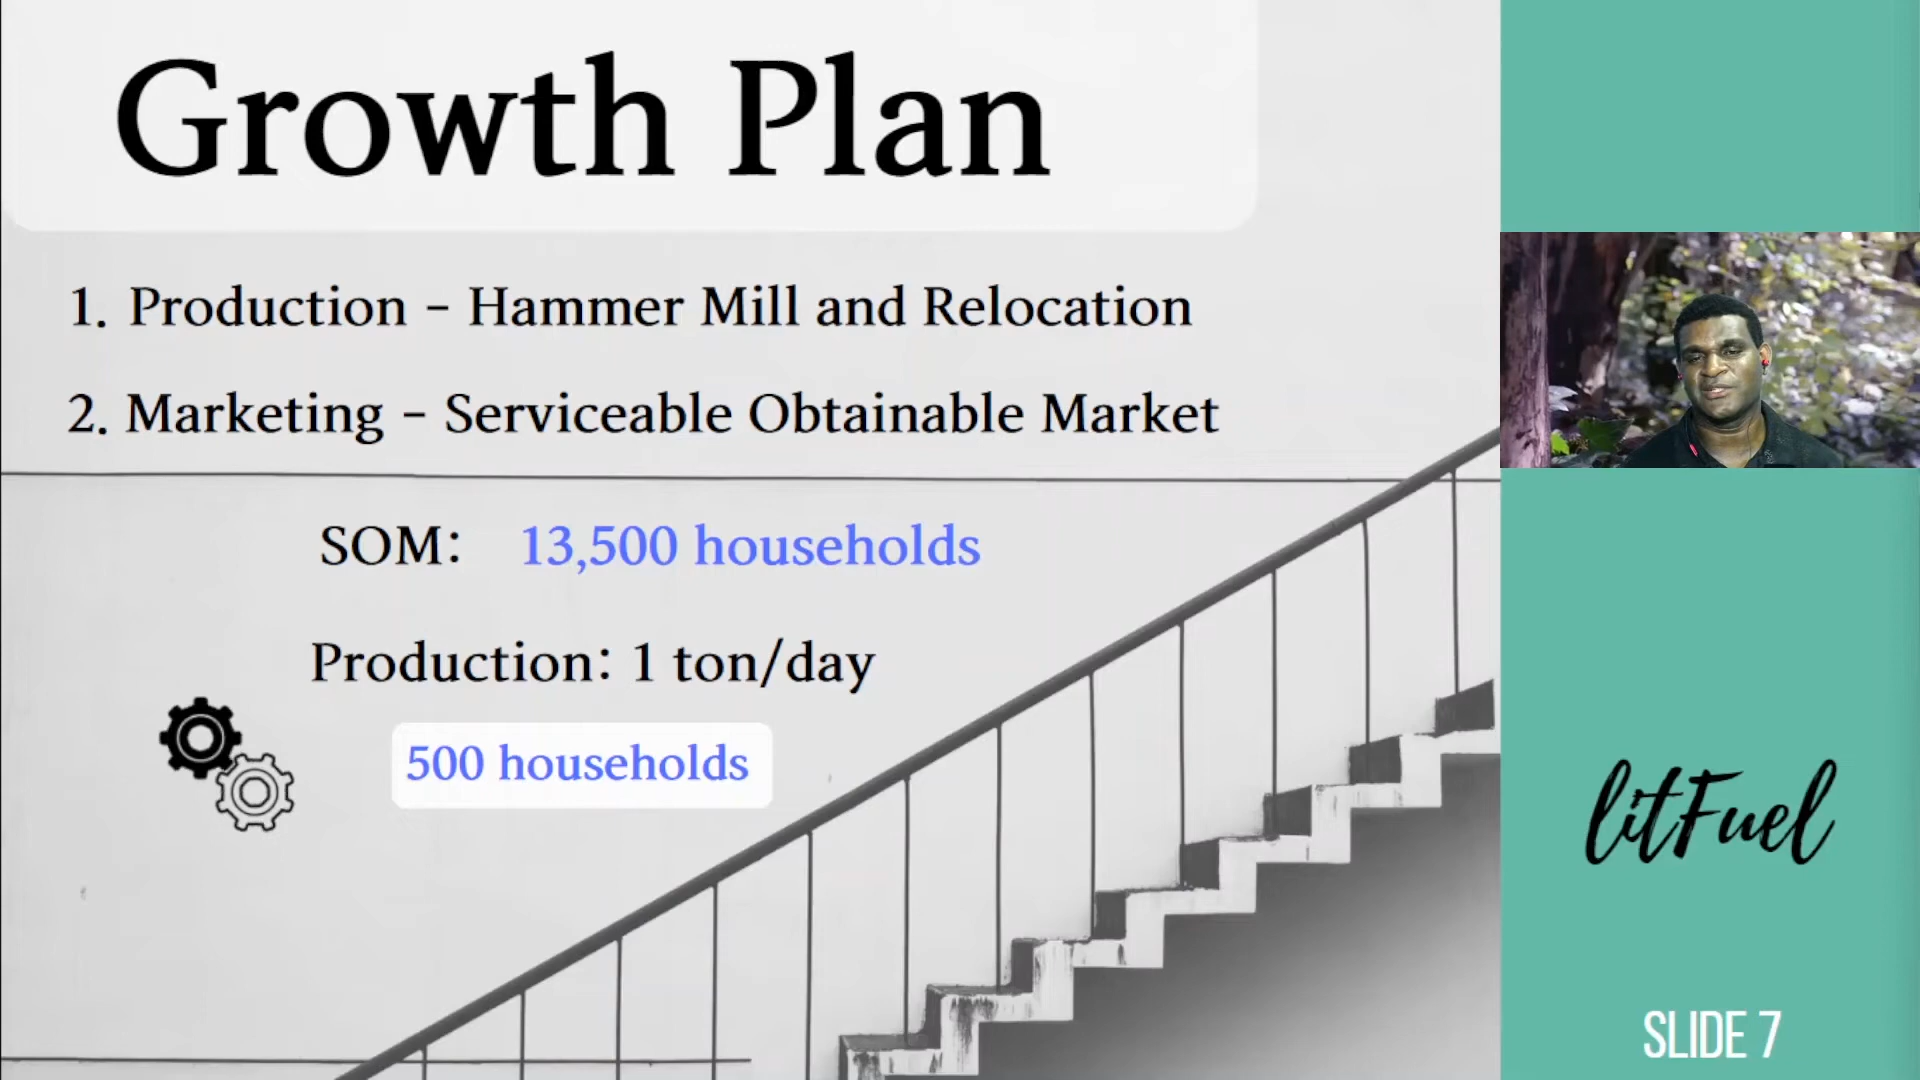 Growth Plan
1. Production - Hammer Mill and Relocation
2. Marketing - Serviceable Obtainable Market
SOM: 13,500 households
Production: 1 ton/day
500 households
litFuel
SLIDE 7